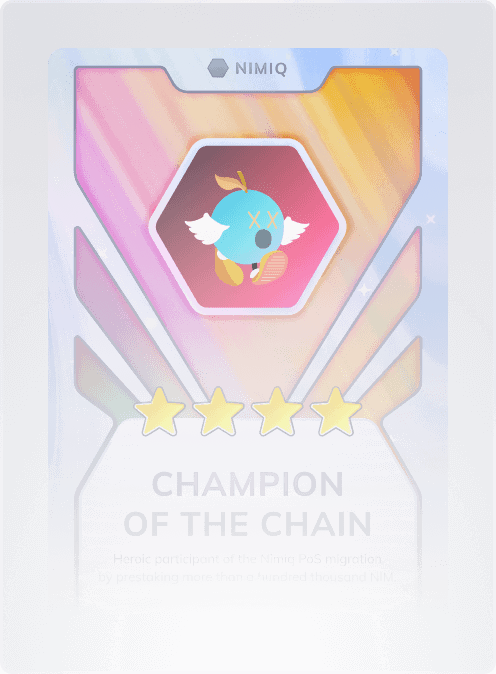 NIMIQ
CHAMPION
OF THE CHAIN
Heroic participant of the Nimiq PoS migration
by prestaking more than a hundred thousand NIM